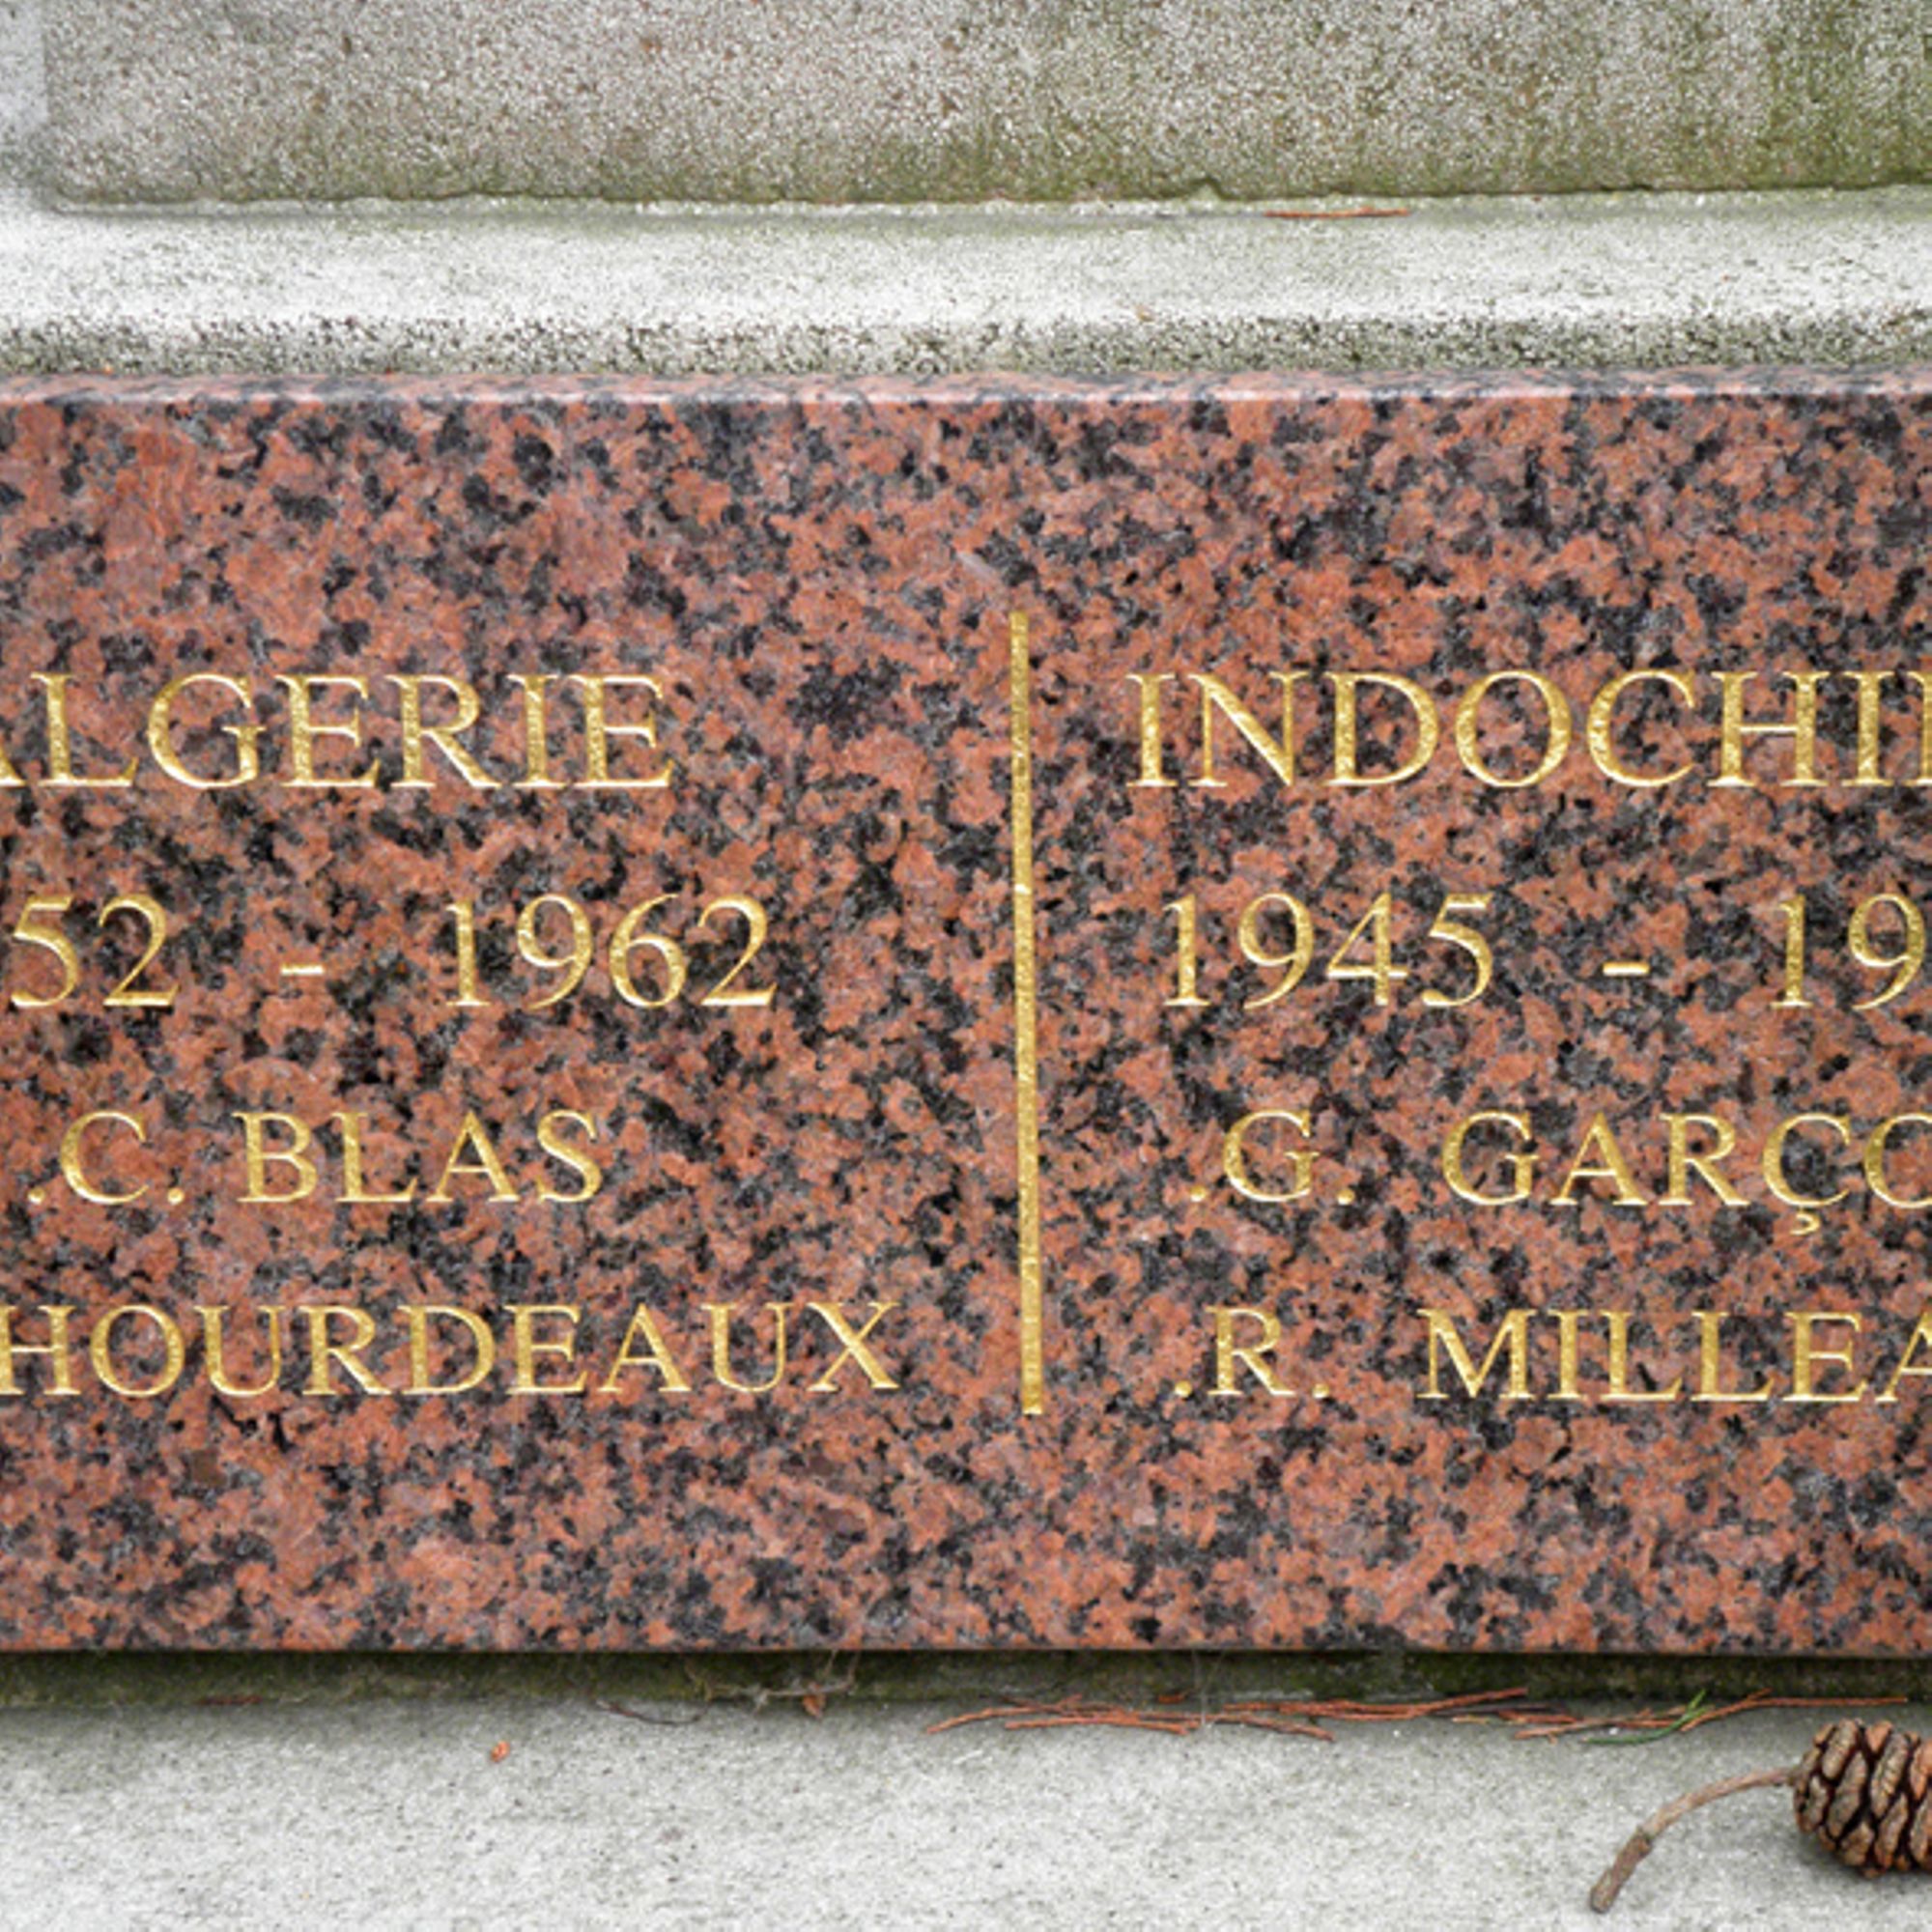 ALGERIE
52 - 1962
.C. BLAS
HOURDEAUX
INDOCHI
1945 - 19
.G. GARÇO
.R. MILLEA